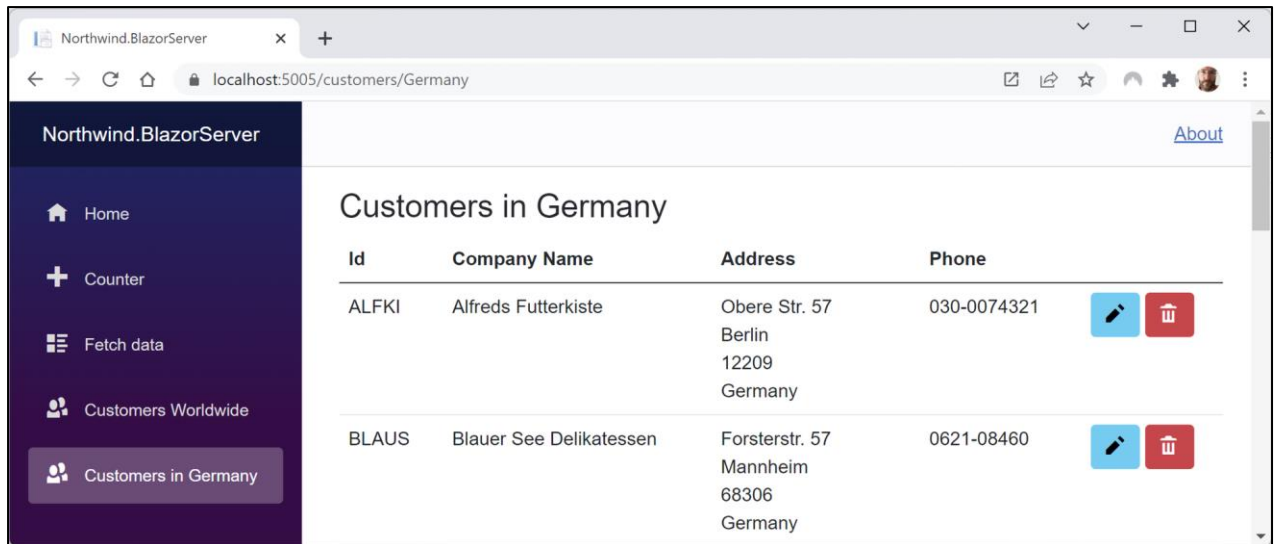 Northwind.BlazorServer
localhost:5005/customers/Germany
Northwind.BlazorServer
About
Home
Counter
Fetch data
Customers Worldwide
Customers in Germany
Customers in Germany
Id Company Name Address Phone
ALFKI Alfreds Futterkiste Obere Str. 57 030-0074321
Berlin
12209
Germany
BLAUS Blauer See Delikatessen Forsterstr. 57 0621-08460
Mannheim
68306
Germany